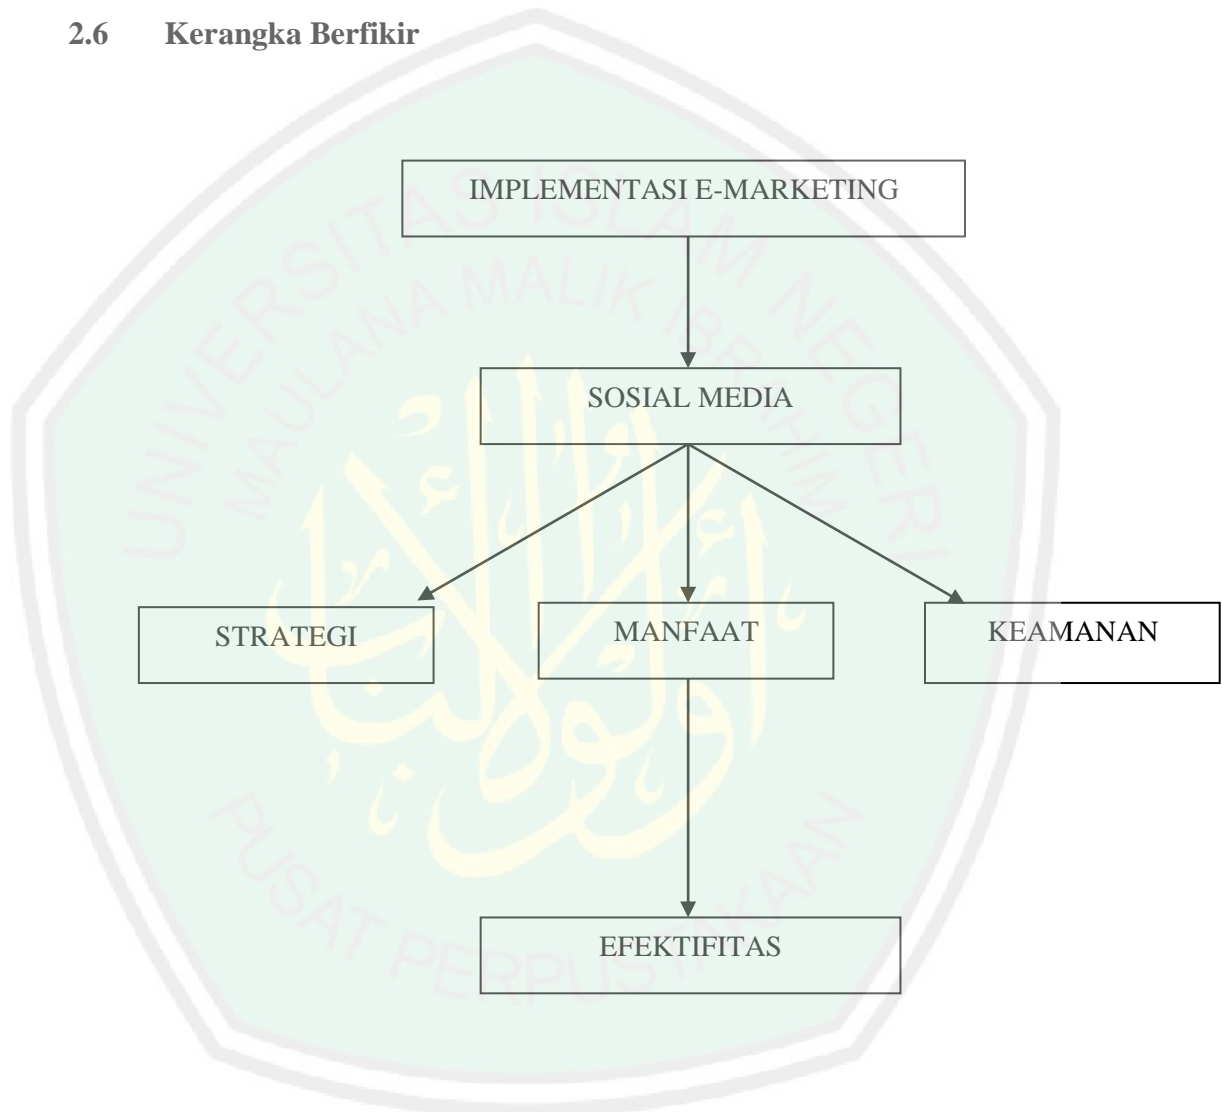 2.6 Kerangka Berfikir
IMPLEMENTASI E-MARKETING
SOSIAL MEDIA
STRATEGI
MANFAAT
KEAMANAN
EFEKTIFITAS
UNIVERSITAS ISLAM NEGERI
MAULANA MALIK IBRAHIM
PUSAT PERPUSTAKAAN